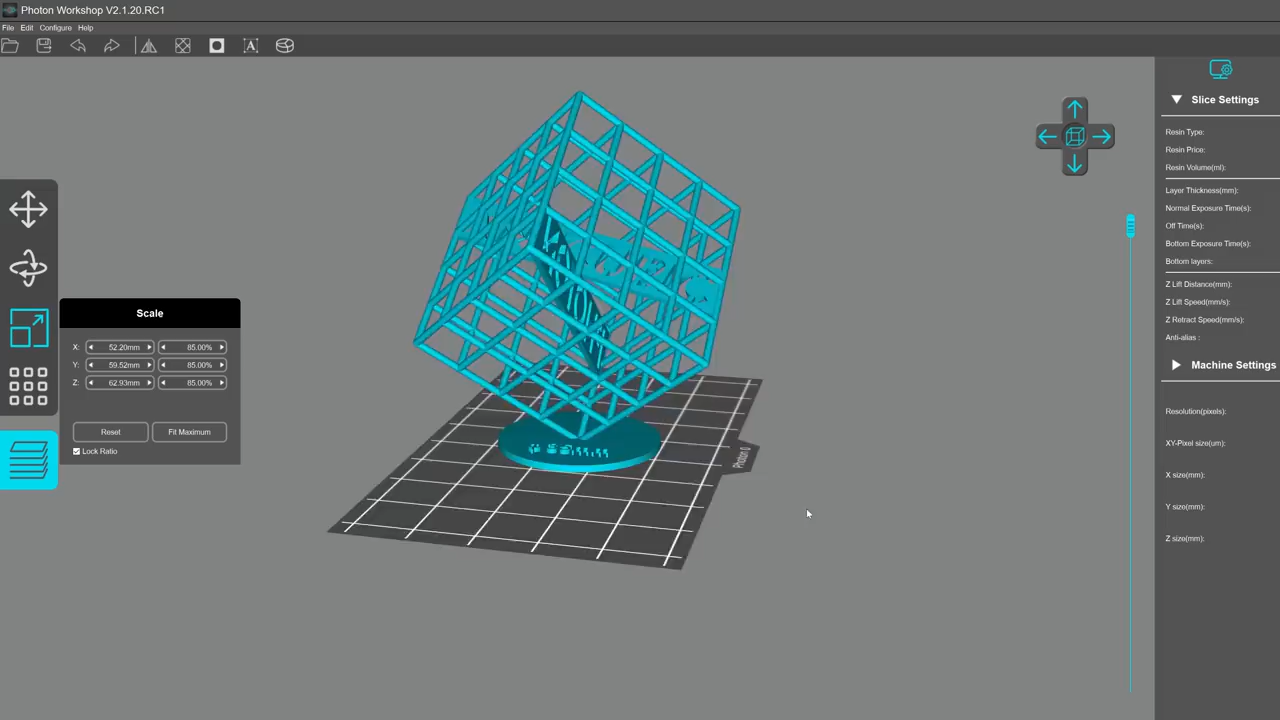 Photon Workshop V2.1.20.RC1
File Edit Configure Help
A
Slice Settings
Resin Type:
Resin Price:
Resin Volume(ml):
Layer Thickness(mm):
Normal Exposure Time(s):
Off Time(s):
Bottom Exposure Time(s):
Bottom layers:
Z Lift Distance(mm):
Z Lift Speed(mm/s):
Z Retract Speed(mm/s):
Anti-alias :
Machine Settings
Resolution(pixels):
XY-Pixel size(um):
X size(mm):
Y size(mm):
Z size(mm):
Scale
X: 52.20mm 85.00%
Y: 59.52mm 85.00%
Z: 62.93mm 85.00%
Reset Fit Maximum
Lock Ratio